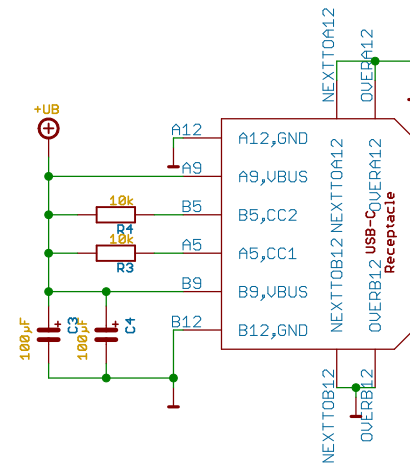 NEXTTOA12
OVERA12
+UB
A12
A12,GND
A9
A9,VBUS
10k
B5
B5,CC2
R4
10k
A5
A5,CC1
R3
B9
B9,VBUS
B12
B12,GND
NEXTTOA12
OVERA12
USB-C
Receptacle
NEXTTOB12
OVERB12
100µF
C3
100µF
C4
NEXTTOB12
OVERB12